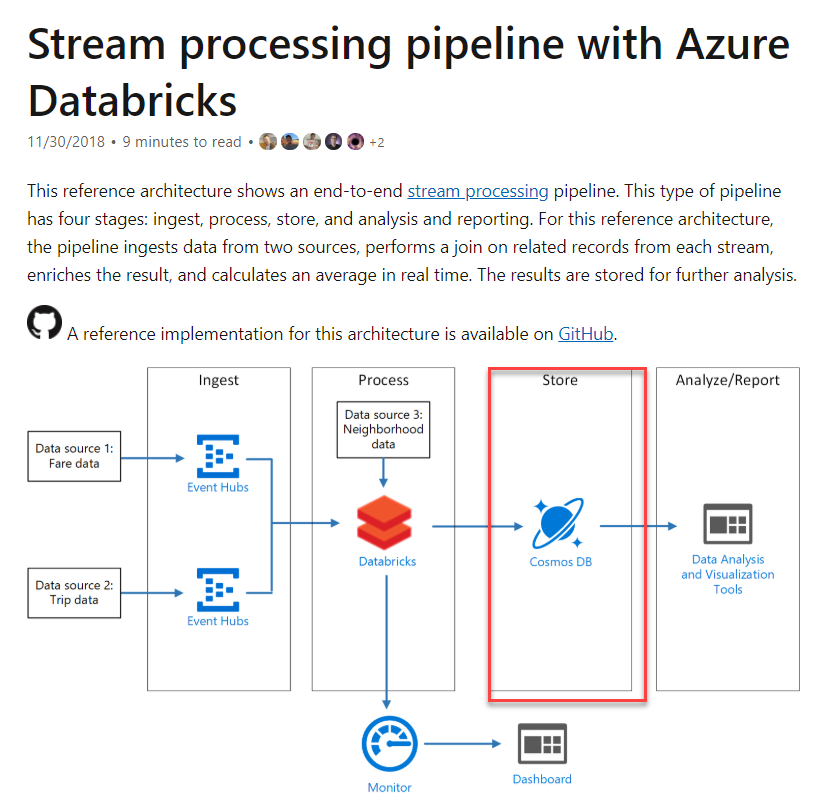 Stream processing pipeline with Azure
Databricks
11/30/2018 • 9 minutes to read • +2
This reference architecture shows an end-to-end stream processing pipeline. This type of pipeline
has four stages: ingest, process, store, and analysis and reporting. For this reference architecture,
the pipeline ingests data from two sources, performs a join on related records from each stream,
enriches the result, and calculates an average in real time. The results are stored for further analysis.
A reference implementation for this architecture is available on GitHub.
Ingest
Process
Store
Analyze/Report
Data source 3:
Neighborhood
data
Data source 1:
Fare data
Event Hubs
Databricks
Cosmos DB
Data Analysis
and Visualization
Tools
Data source 2:
Trip data
Event Hubs
Monitor
Dashboard